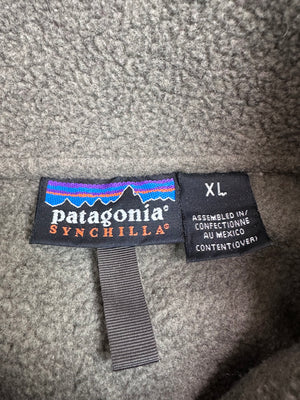 patagonia®
SYNCHILLA®
XL
ASSEMBLED IN/
CONFECTIONNE
AU MEXICO
CONTENT(OVER)